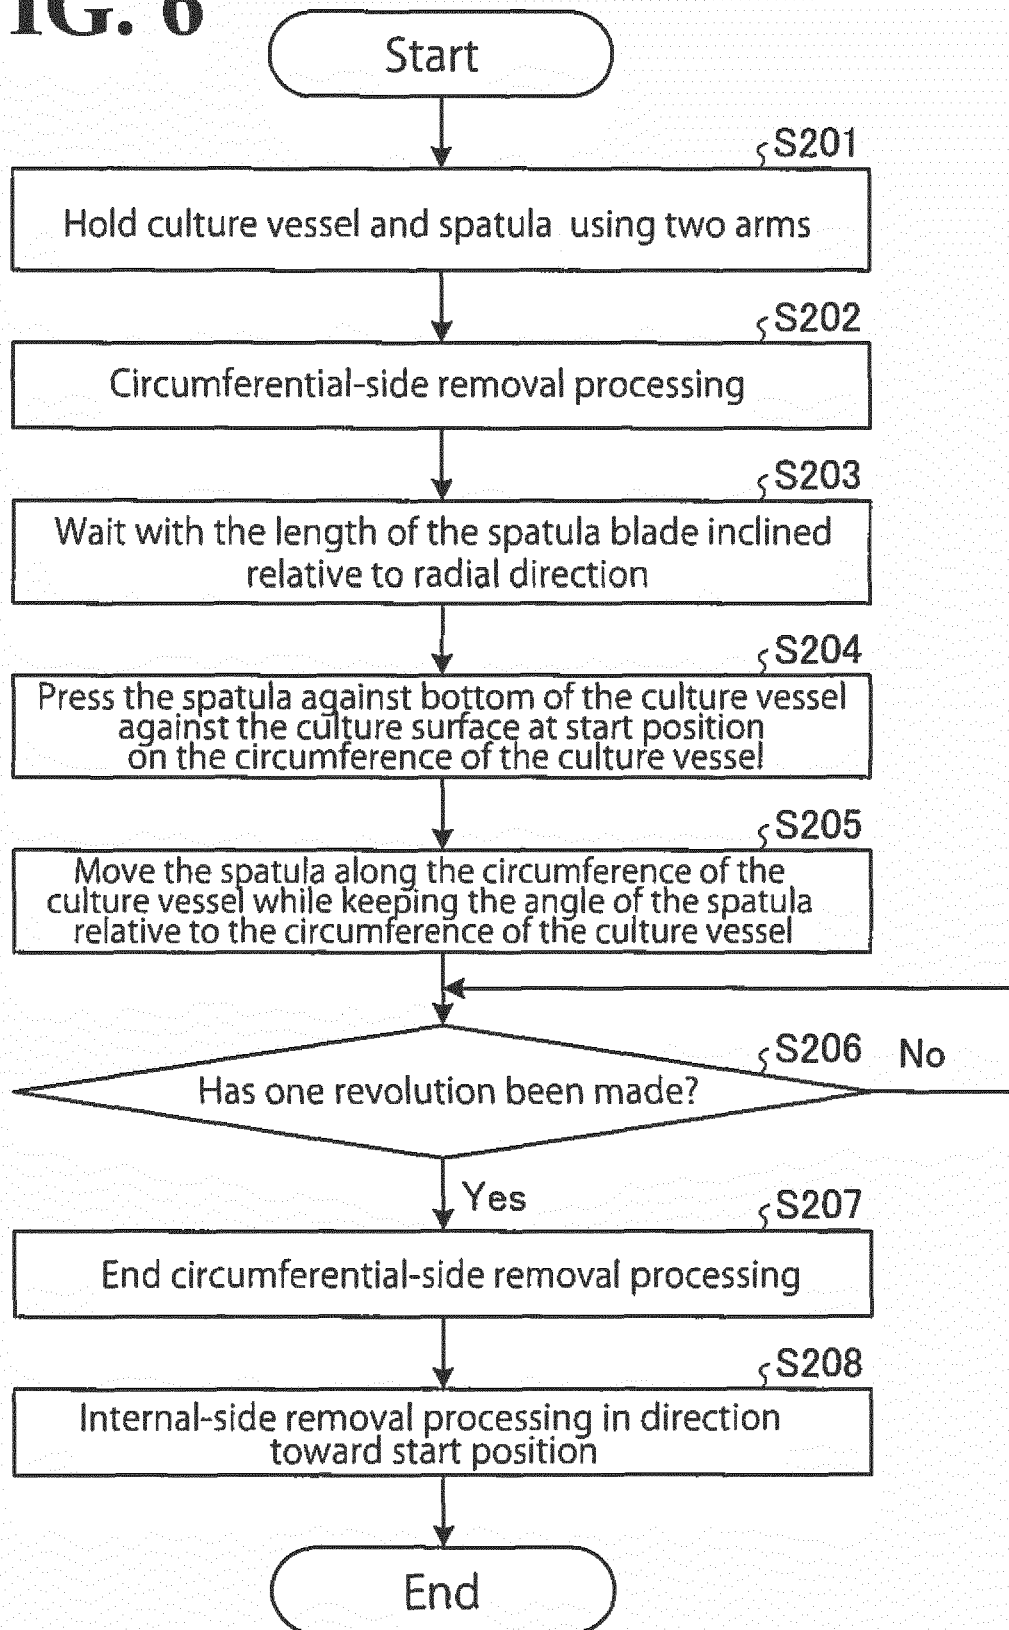 IG. 6
Start
S201
Hold culture vessel and spatula using two arms
S202
Circumferential-side removal processing
S203
Wait with the length of the spatula blade inclined
relative to radial direction
S204
Press the spatula against bottom of the culture vessel
against the culture surface at start position
on the circumference of the culture vessel
S205
Move the spatula along the circumference of the
culture vessel while keeping the angle of the spatula
relative to the circumference of the culture vessel
S206 No
Has one revolution been made?
Yes
S207
End circumferential-side removal processing
S208
Internal-side removal processing in direction
toward start position
End